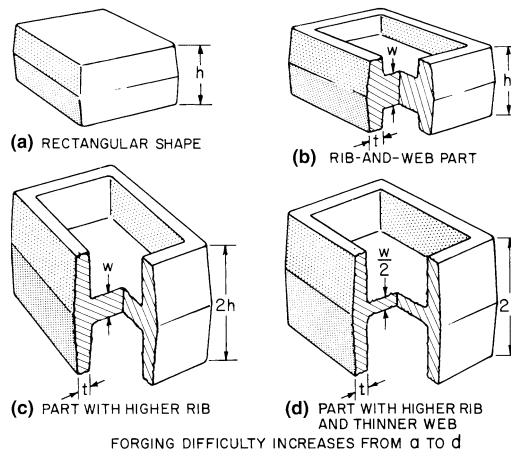 h
(a) RECTANGULAR SHAPE
w
h
t
(b) RIB-AND-WEB PART
w
2h
t
(c) PART WITH HIGHER RIB
w
2
2
t
(d) PART WITH HIGHER RIB
AND THINNER WEB
FORGING DIFFICULTY INCREASES FROM a TO d